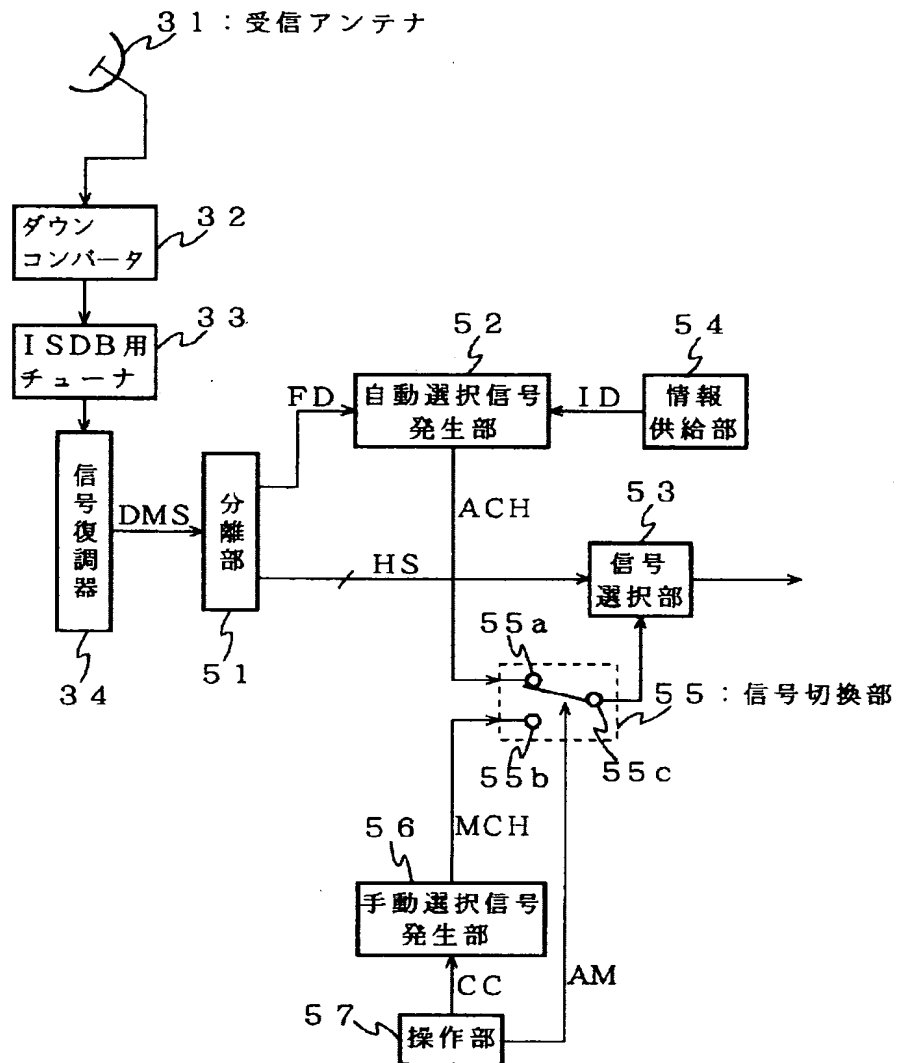 ３１：受信アンテナ
ダウン
コンバータ
３２
ＩＳＤＢ用
チューナ
３３
信号復調器
３４
DMS
分離部
５１
FD
HS
５２
自動選択信号
発生部
ID
５４
情報
供給部
ACH
５３
信号
選択部
５５a
５５b
５５c
５５：信号切換部
MCH
５６
手動選択信号
発生部
CC
AM
５７
操作部